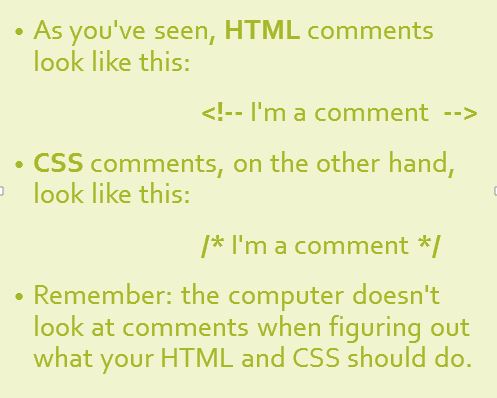 • As you've seen, HTML comments
look like this:
<!-- I'm a comment -->
• CSS comments, on the other hand,
look like this:
/* I'm a comment */
• Remember: the computer doesn't
look at comments when figuring out
what your HTML and CSS should do.